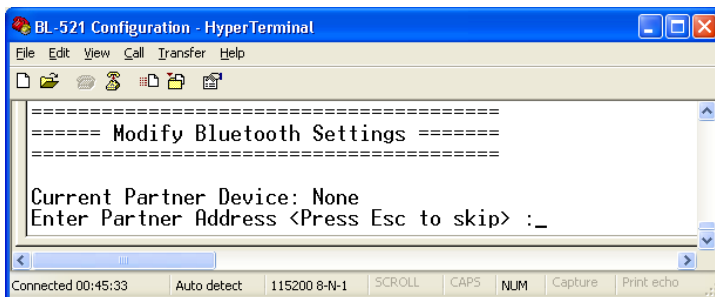 BL-521 Configuration - HyperTerminal
File Edit View Call Transfer Help
=========================================
====== Modify Bluetooth Settings =======
=========================================
Current Partner Device: None
Enter Partner Address <Press Esc to skip> :_
Connected 00:45:33 Auto detect 115200 8-N-1 SCROLL CAPS NUM Capture Print echo